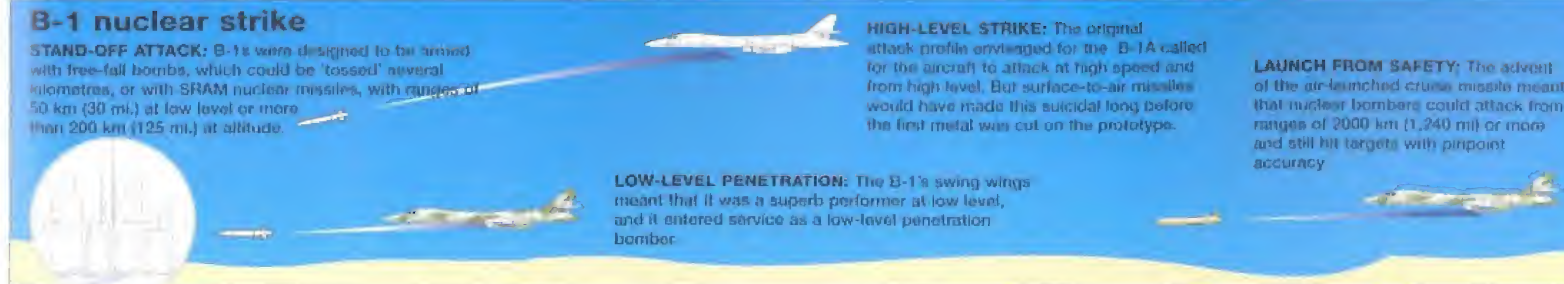 B-1 nuclear strike
STAND-OFF ATTACK: B-1s were designed to be armed
with free-fall bombs, which could be 'tossed' several
kilometres, or with SRAM nuclear missiles, with ranges of
50 km (30 mi.) at low level or more
than 200 km (125 mi.) at altitude.
HIGH-LEVEL STRIKE: The original
attack profile envisaged for the B-1A called
for the aircraft to attack at high speed and
from high level. But surface-to-air missiles
would have made this suicidal long before
the first metal was cut on the prototype.
LAUNCH FROM SAFETY: The advent
of the air-launched cruise missile meant
that nuclear bombers could attack from
ranges of 2000 km (1,240 mi) or more
and still hit targets with pinpoint
accuracy
LOW-LEVEL PENETRATION: The B-1's swing wings
meant that it was a superb performer at low level,
and it entered service as a low-level penetration
bomber